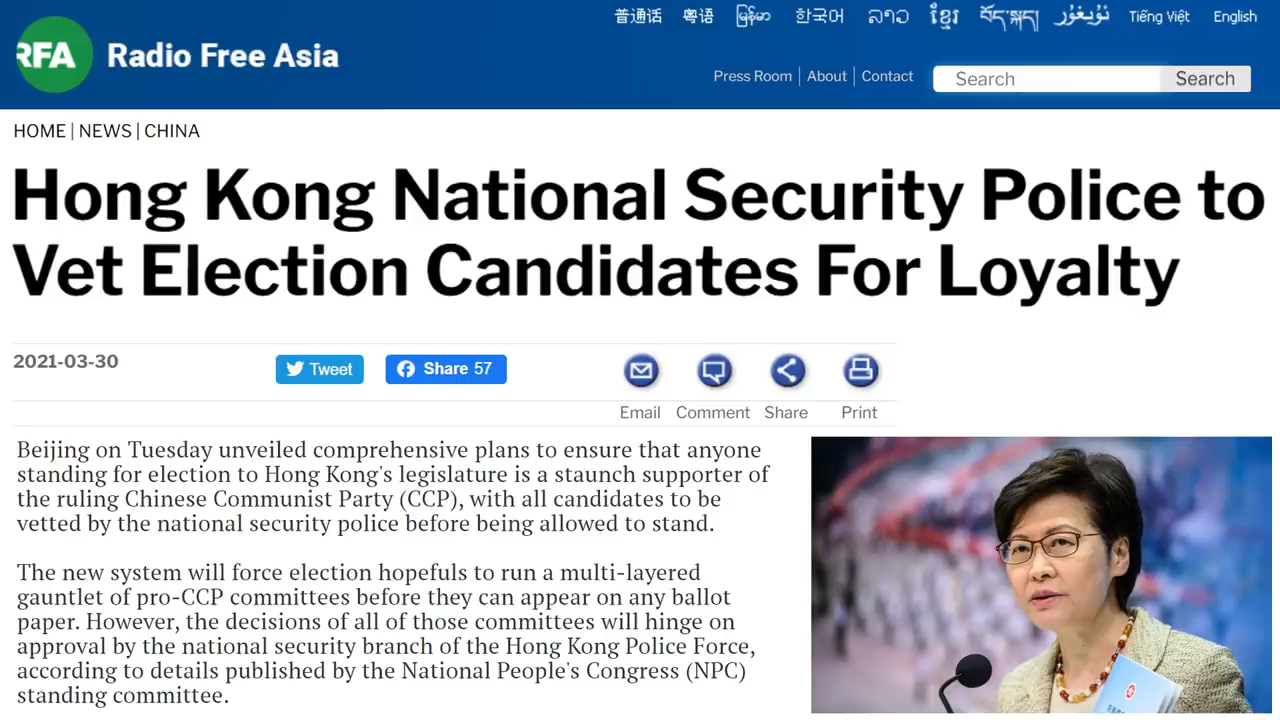 普通话 粤语 မြန်မာ 한국어 ລາວ ខ្មែរ བོད་སྐད། ئۇيغۇر Tiếng Việt English
RFA Radio Free Asia
Press Room | About | Contact Search Search
HOME | NEWS | CHINA
Hong Kong National Security Police to
Vet Election Candidates For Loyalty
2021-03-30 Tweet Share 57
Email Comment Share Print
Beijing on Tuesday unveiled comprehensive plans to ensure that anyone
standing for election to Hong Kong's legislature is a staunch supporter of
the ruling Chinese Communist Party (CCP), with all candidates to be
vetted by the national security police before being allowed to stand.
The new system will force election hopefuls to run a multi-layered
gauntlet of pro-CCP committees before they can appear on any ballot
paper. However, the decisions of all of those committees will hinge on
approval by the national security branch of the Hong Kong Police Force,
according to details published by the National People's Congress (NPC)
standing committee.